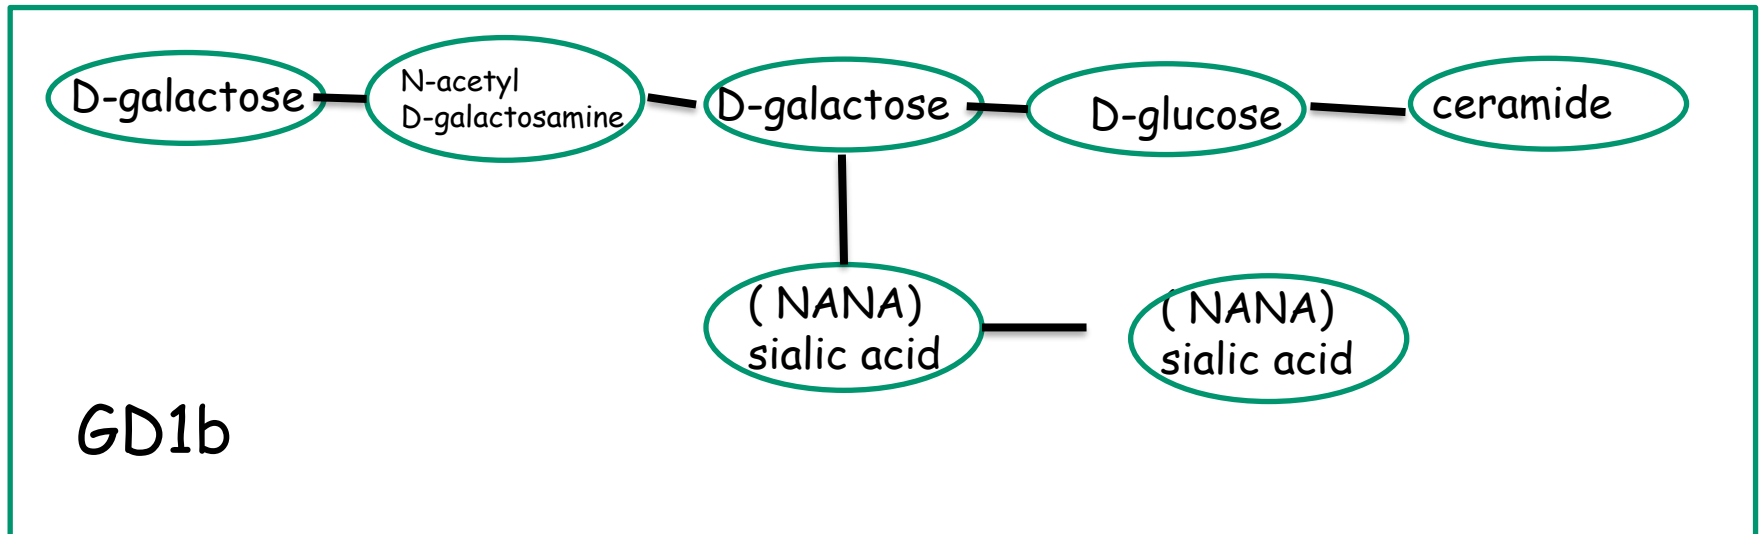 D-galactose
N-acetyl
D-galactosamine
D-galactose
D-glucose
ceramide
( NANA)
sialic acid
( NANA)
sialic acid
GD1b